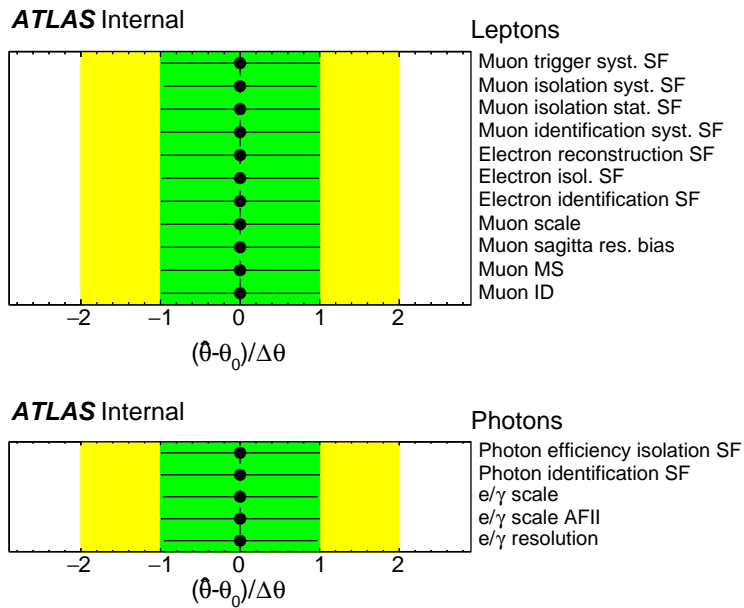 ATLAS Internal
Leptons
Muon trigger syst. SF
Muon isolation syst. SF
Muon isolation stat. SF
Muon identification syst. SF
Electron reconstruction SF
Electron isol. SF
Electron identification SF
Muon scale
Muon sagitta res. bias
Muon MS
Muon ID
−2 −1 0 1 2
(θ̂-θ₀)/Δθ
ATLAS Internal
Photons
Photon efficiency isolation SF
Photon identification SF
e/γ scale
e/γ scale AFII
e/γ resolution
−2 −1 0 1 2
(θ̂-θ₀)/Δθ